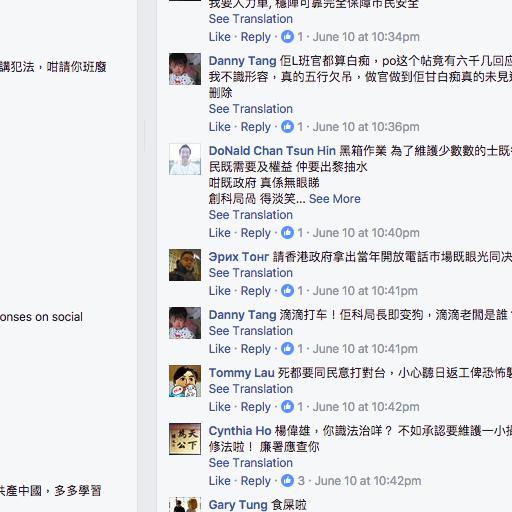 我要人力車, 穩陣可靠完全保障市民安全
See Translation
Like · Reply · 1 · June 10 at 10:34pm
講犯法，咁請你班廢
Danny Tang 佢L班官都算白痴，po这个帖竟有六千几回应
我不識形容，真的五行欠吊，做官做到佢甘白痴真的未見
刪除
See Translation
Like · Reply · 1 · June 10 at 10:36pm
DoNald Chan Tsun Hin 黑箱作業 為了維護少數數的士既
民既需要及權益 仲要出黎抽水
咁既政府 真係無眼睇
創科局咼 得淡笑... See More
See Translation
Like · Reply · 1 · June 10 at 10:40pm
Эрих Тонг 請香港政府拿出當年開放電話市場既眼光同决
See Translation
Like · Reply · 1 · June 10 at 10:41pm
onses on social
Danny Tang 滴滴打车！佢科局長即变狗，滴滴老闆是誰
See Translation
Like · Reply · 1 · June 10 at 10:41pm
Tommy Lau 死都要同民意打對台，小心聽日返工俾恐怖
See Translation
Like · Reply · 1 · June 10 at 10:42pm
Cynthia Ho 楊偉雄，你識法治咩？ 不如承認要維護一小
修法啦！ 廉署應查你
See Translation
Like · Reply · 3 · June 10 at 10:42pm
共產中國，多多學習
Gary Tung 食屎啦